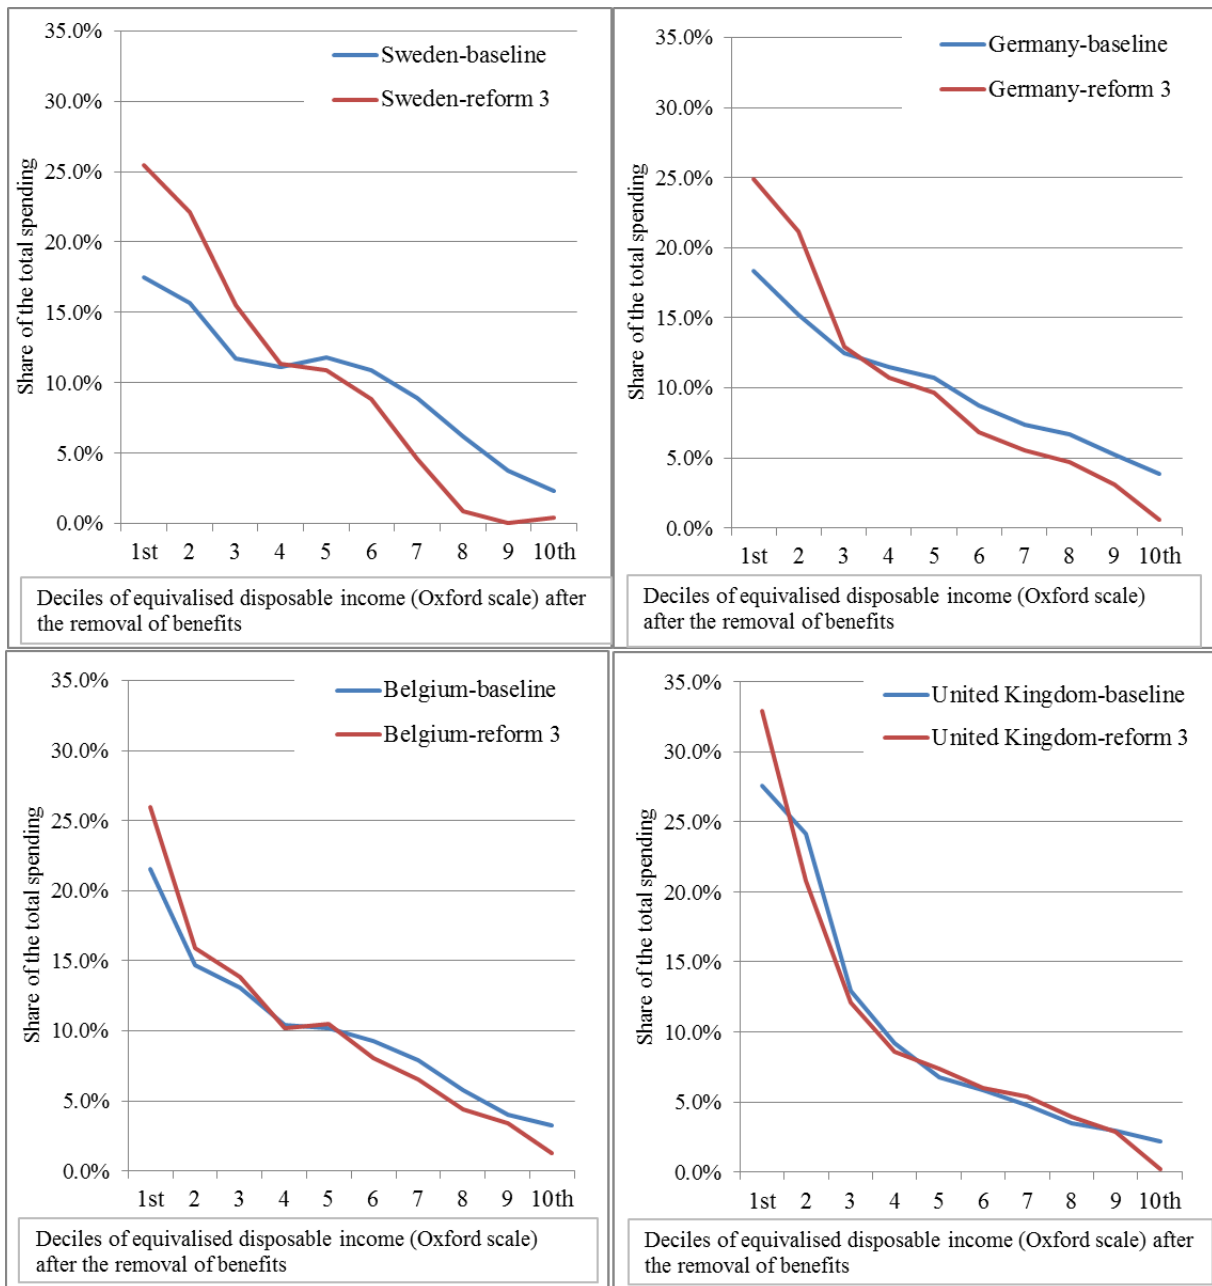 35.0%
30.0%
25.0%
20.0%
15.0%
10.0%
5.0%
0.0%
Share of the total spending
Sweden-baseline
Sweden-reform 3
1st 2 3 4 5 6 7 8 9 10th
Deciles of equivalised disposable income (Oxford scale) after
the removal of benefits
35.0%
30.0%
25.0%
20.0%
15.0%
10.0%
5.0%
0.0%
Share of the total spending
Germany-baseline
Germany-reform 3
1st 2 3 4 5 6 7 8 9 10th
Deciles of equivalised disposable income (Oxford scale)
after the removal of benefits
35.0%
30.0%
25.0%
20.0%
15.0%
10.0%
5.0%
0.0%
Share of the total spending
Belgium-baseline
Belgium-reform 3
1st 2 3 4 5 6 7 8 9 10th
Deciles of equivalised disposable income (Oxford scale)
after the removal of benefits
35.0%
30.0%
25.0%
20.0%
15.0%
10.0%
5.0%
0.0%
Share of the total spending
United Kingdom-baseline
United Kingdom-reform 3
1st 2 3 4 5 6 7 8 9 10th
Deciles of equivalised disposable income (Oxford scale) after
the removal of benefits